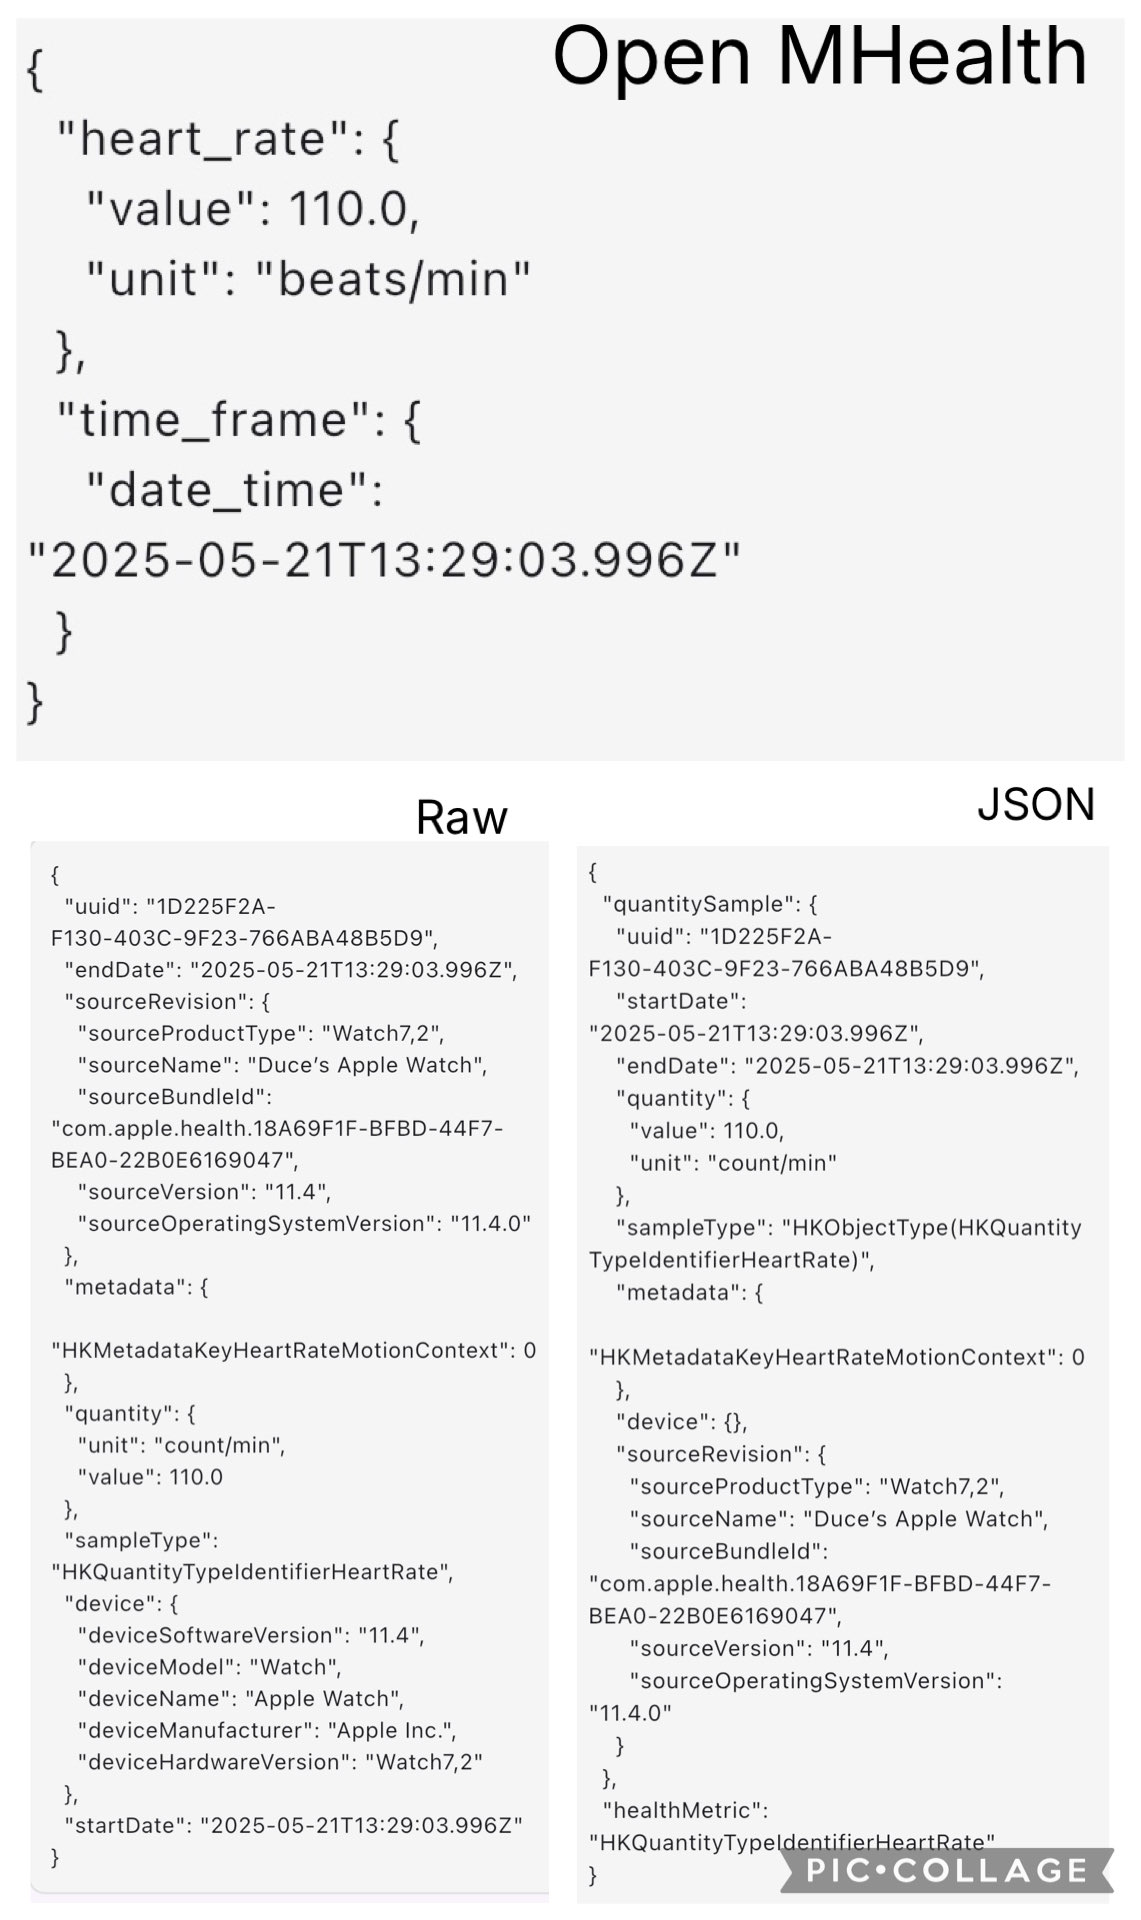 Open MHealth
{
"heart_rate": {
"value": 110.0,
"unit": "beats/min"
},
"time_frame": {
"date_time":
"2025-05-21T13:29:03.996Z"
}
}
Raw
{
"uuid": "1D225F2A-
F130-403C-9F23-766ABA48B5D9",
"endDate": "2025-05-21T13:29:03.996Z",
"sourceRevision": {
"sourceProductType": "Watch7,2",
"sourceName": "Duce’s Apple Watch",
"sourceBundleId":
"com.apple.health.18A69F1F-BFBD-44F7-
BEA0-22B0E6169047",
"sourceVersion": "11.4",
"sourceOperatingSystemVersion": "11.4.0"
},
"metadata": {
"HKMetadataKeyHeartRateMotionContext": 0
},
"quantity": {
"unit": "count/min",
"value": 110.0
},
"sampleType":
"HKQuantityTypeIdentifierHeartRate",
"device": {
"deviceSoftwareVersion": "11.4",
"deviceModel": "Watch",
"deviceName": "Apple Watch",
"deviceManufacturer": "Apple Inc.",
"deviceHardwareVersion": "Watch7,2"
},
"startDate": "2025-05-21T13:29:03.996Z"
}
JSON
{
"quantitySample": {
"uuid": "1D225F2A-
F130-403C-9F23-766ABA48B5D9",
"startDate":
"2025-05-21T13:29:03.996Z",
"endDate": "2025-05-21T13:29:03.996Z",
"quantity": {
"value": 110.0,
"unit": "count/min"
},
"sampleType": "HKObjectType(HKQuantity
TypeIdentifierHeartRate)",
"metadata": {
"HKMetadataKeyHeartRateMotionContext": 0
},
"device": {},
"sourceRevision": {
"sourceProductType": "Watch7,2",
"sourceName": "Duce’s Apple Watch",
"sourceBundleId":
"com.apple.health.18A69F1F-BFBD-44F7-
BEA0-22B0E6169047",
"sourceVersion": "11.4",
"sourceOperatingSystemVersion":
"11.4.0"
}
},
"healthMetric":
"HKQuantityTypeIdentifierHeartRate"
}
PIC•COLLAGE